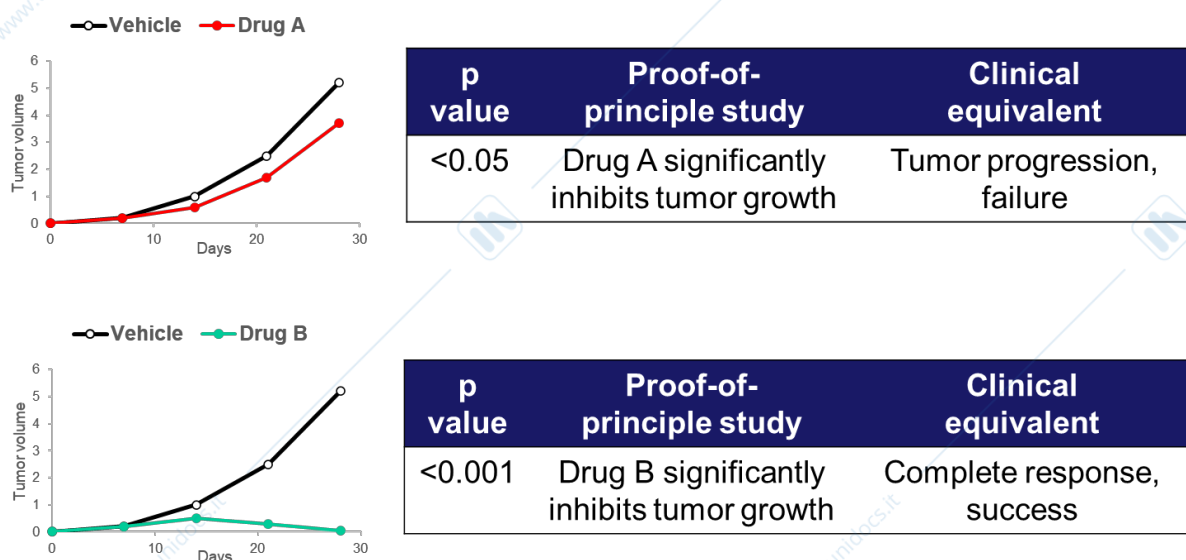 Vehicle Drug A
6
5
4
3
2
1
0
Tumor volume
0 10 20 30
Days
p value Proof-of-principle study Clinical equivalent
<0.05 Drug A significantly inhibits tumor growth Tumor progression, failure
Vehicle Drug B
6
5
4
3
2
1
0
Tumor volume
0 10 20 30
Days
p value Proof-of-principle study Clinical equivalent
<0.001 Drug B significantly inhibits tumor growth Complete response, success